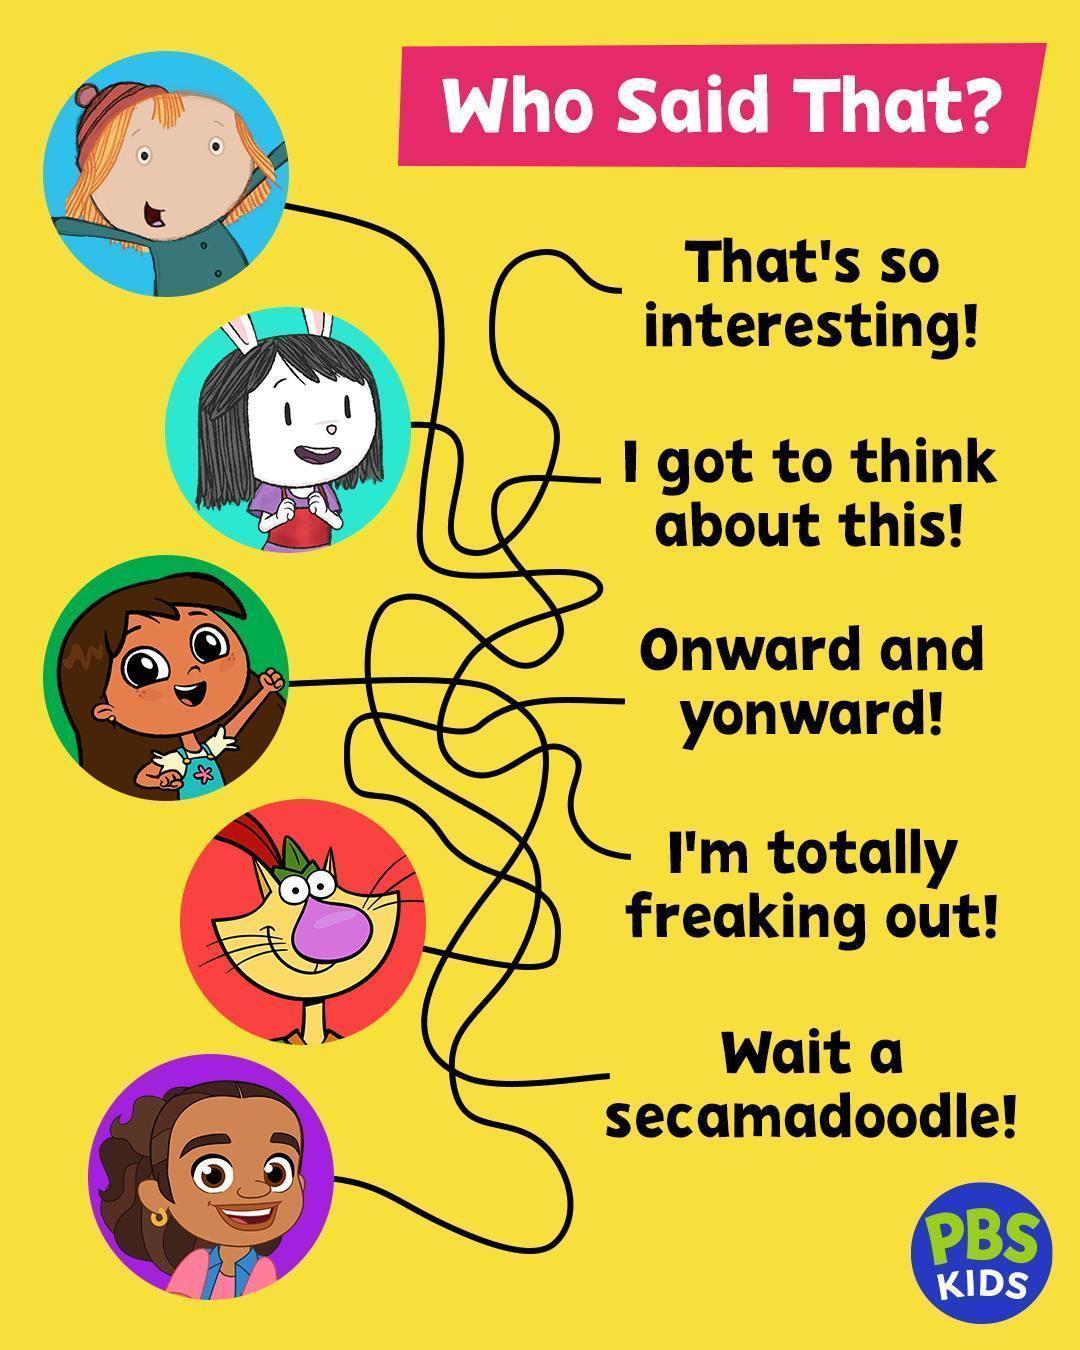 Who Said That?
That's so
interesting!
I got to think
about this!
Onward and
yonward!
I'm totally
freaking out!
Wait a
secamadoodle!
PBS
KIDS